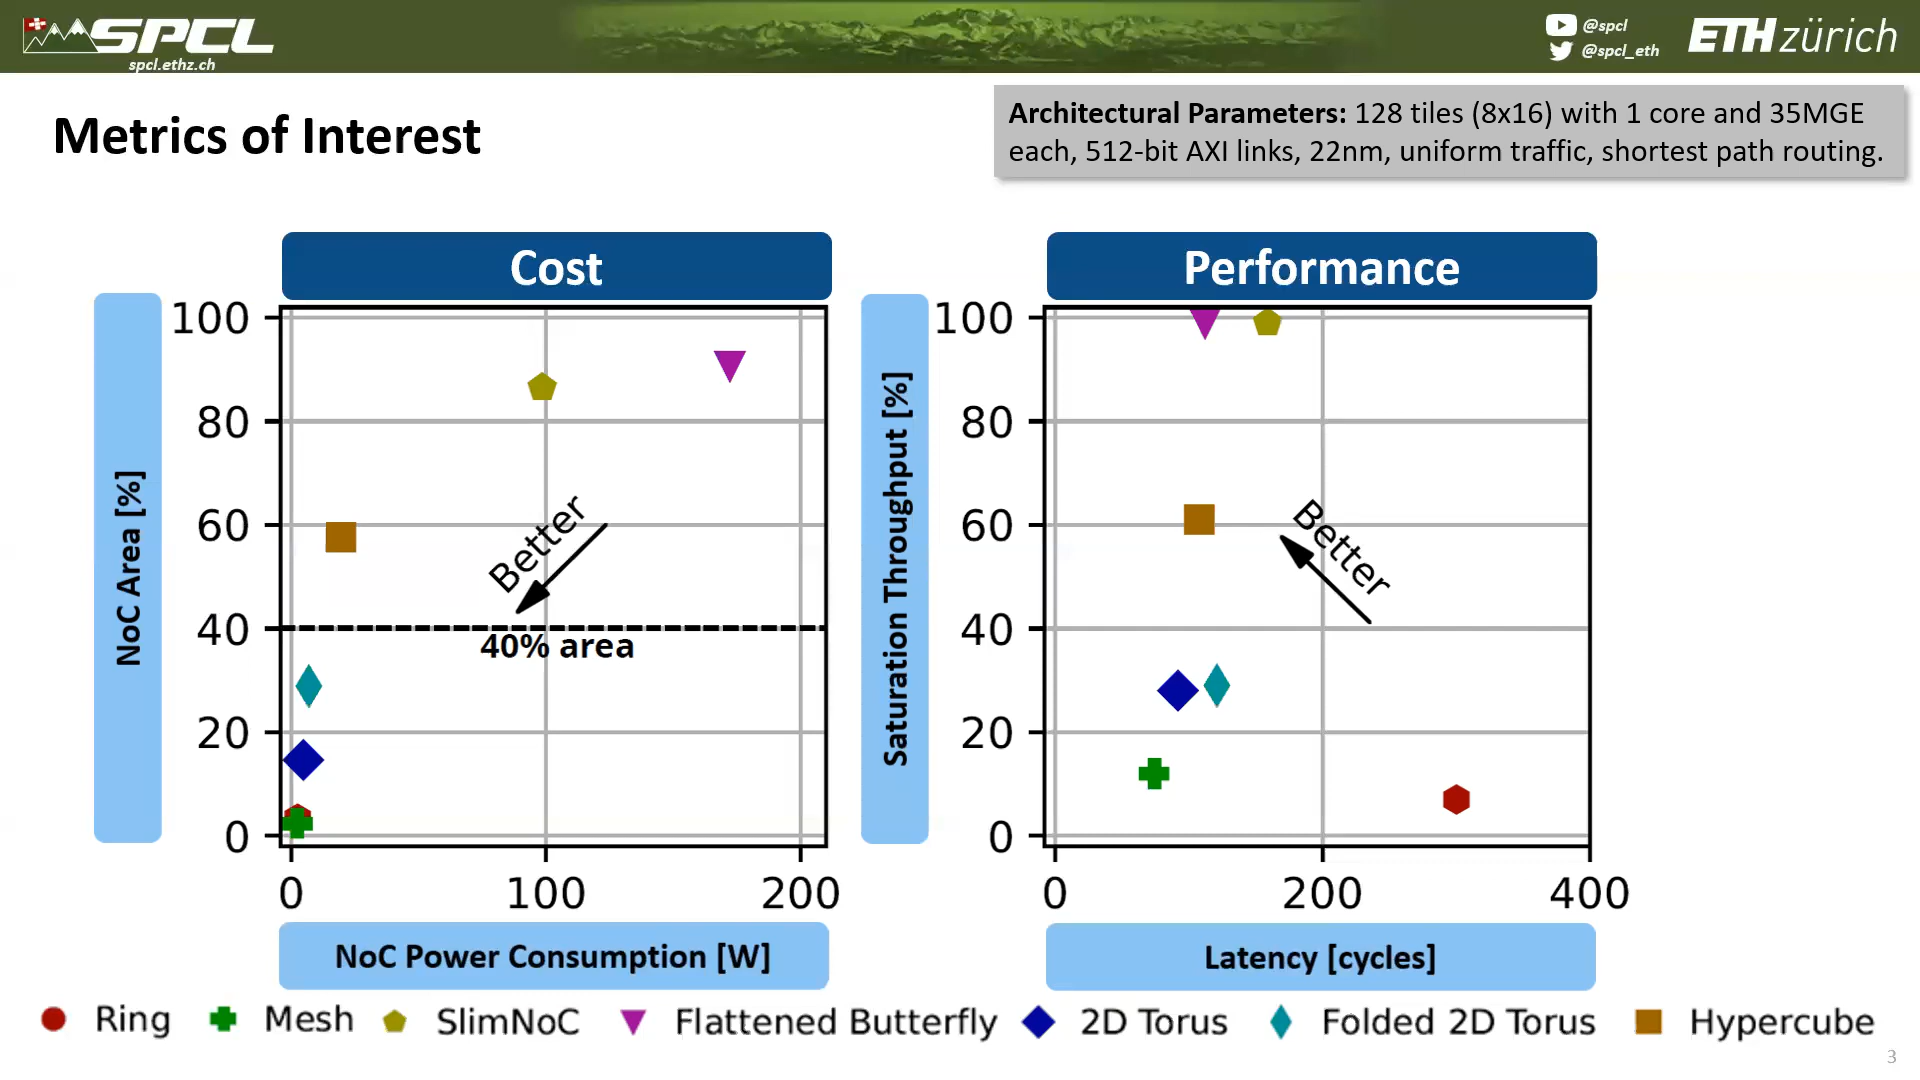 SPCL
spcl.ethz.ch
@spcl
@spcl_eth
ETH zürich
Metrics of Interest
Architectural Parameters: 128 tiles (8x16) with 1 core and 35MGE
each, 512-bit AXI links, 22nm, uniform traffic, shortest path routing.
Cost
NoC Area [%]
100
80
60
40
20
0
Better
40% area
0 100 200
NoC Power Consumption [W]
Performance
Saturation Throughput [%]
100
80
60
40
20
0
Better
0 200 400
Latency [cycles]
Ring Mesh SlimNoC Flattened Butterfly 2D Torus Folded 2D Torus Hypercube
3